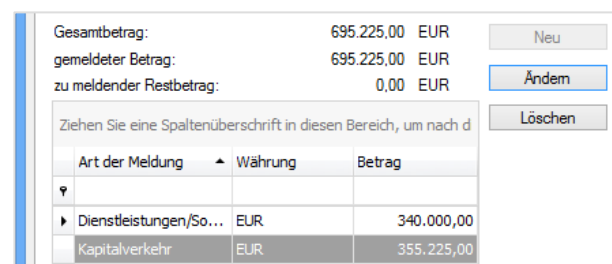 Gesamtbetrag: 695.225,00 EUR Neu
gemeldeter Betrag: 695.225,00 EUR
zu meldender Restbetrag: 0,00 EUR Ändern
Ziehen Sie eine Spaltenüberschrift in diesen Bereich, um nach d Löschen
Art der Meldung Währung Betrag
Dienstleistungen/So... EUR 340.000,00
Kapitalverkehr EUR 355.225,00